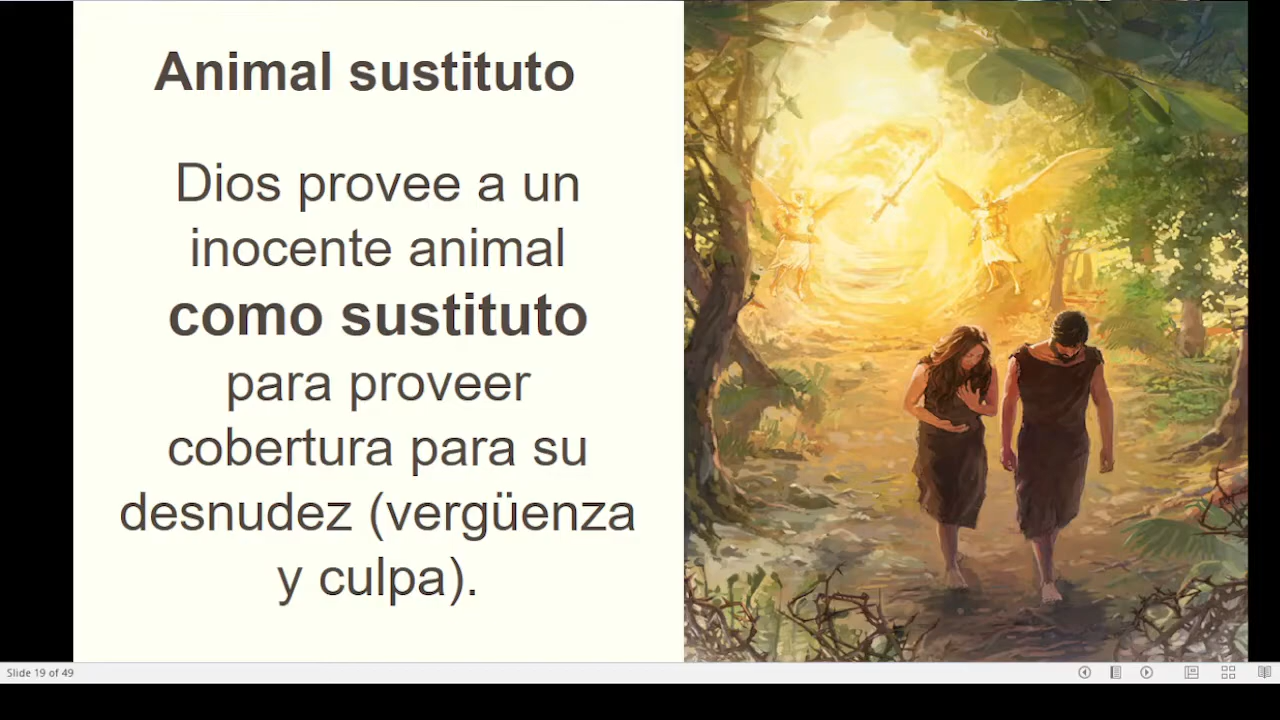 Animal sustituto
Dios provee a un
inocente animal
como sustituto
para proveer
cobertura para su
desnudez (vergüenza
y culpa).
Slide 19 of 49